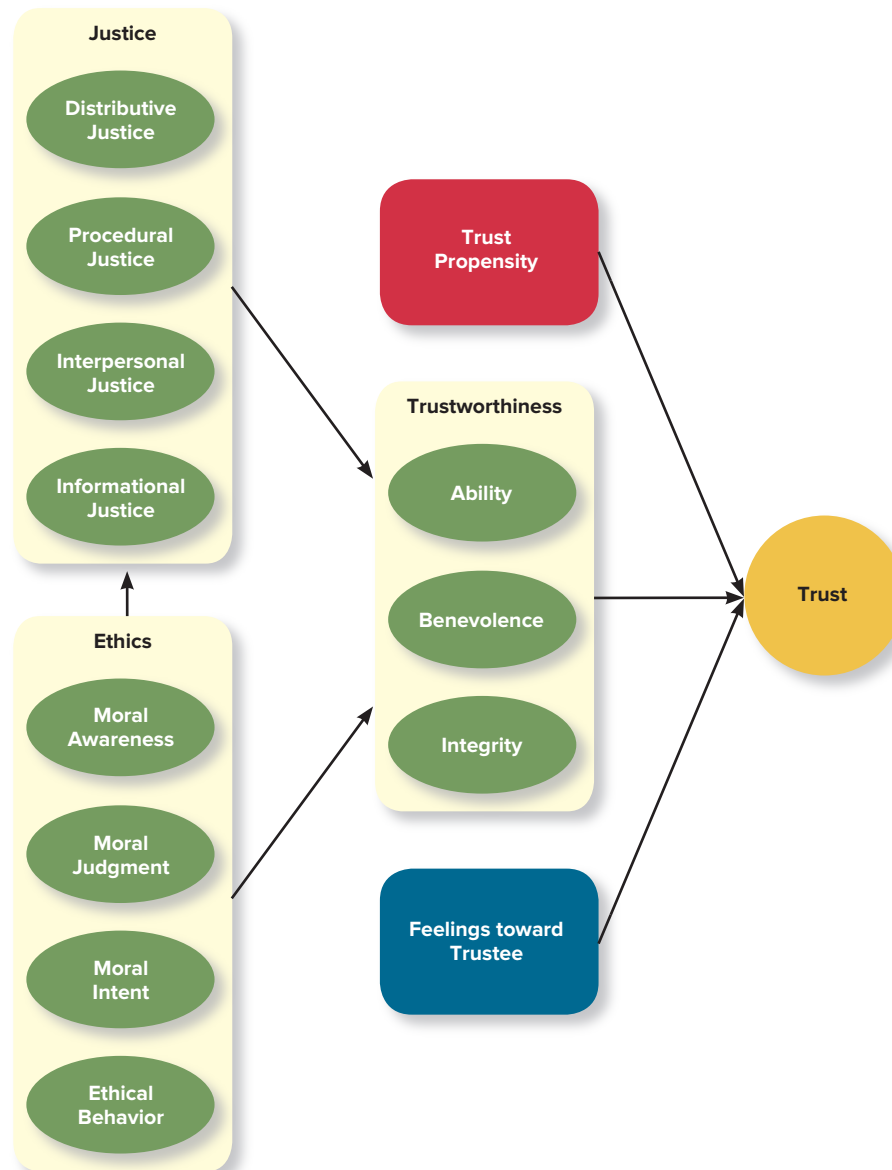 Justice
Distributive
Justice
Procedural
Justice
Interpersonal
Justice
Informational
Justice
Ethics
Moral
Awareness
Moral
Judgment
Moral
Intent
Ethical
Behavior
Trust
Propensity
Trustworthiness
Ability
Benevolence
Integrity
Feelings toward
Trustee
Trust